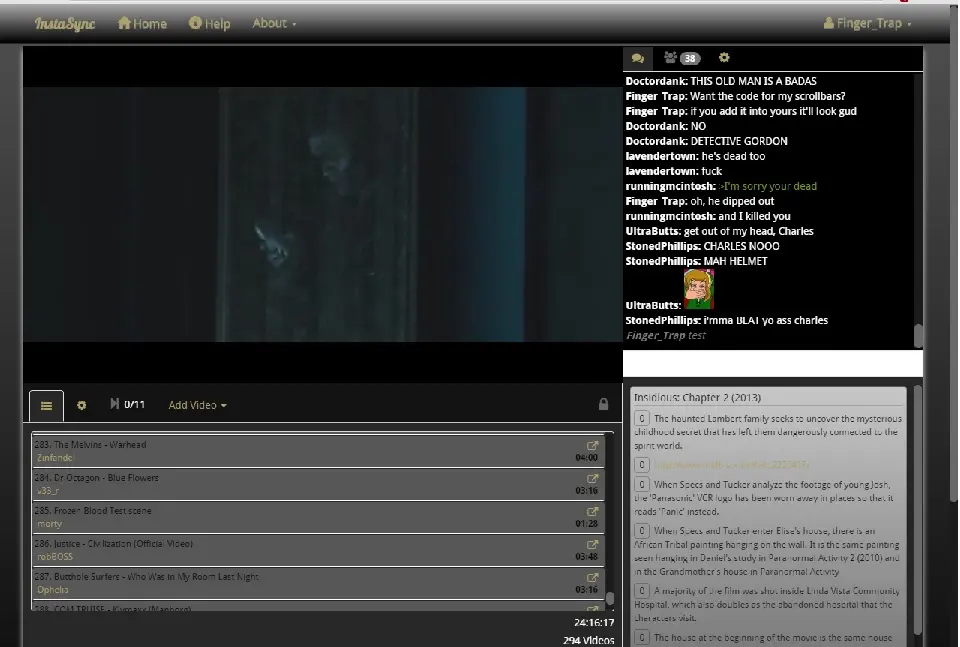 InstaSync Home Help About Finger_Trap
38
Doctordank: THIS OLD MAN IS A BADAS
Finger Trap: Want the code for my scrollbars?
Finger Trap: if you add it into yours it'll look gud
Doctordank: NO
Doctordank: DETECTIVE GORDON
lavendertown: he's dead too
lavendertown: fuck
runningmcintosh: >I'm sorry your dead
Finger Trap: oh, he dipped out
runningmcintosh: and I killed you
UltraButts: get out of my head, Charles
StonedPhillips: CHARLES NOOO
StonedPhillips: MAH HELMET
UltraButts:
StonedPhillips: i'mma BLAT yo ass charles
Finger_Trap test
0/11 Add Video
283. The Melvins - Warhead
Zinfandel 04:00
284. Dr Octagon - Blue Flowers
v33_r 03:16
285. Frozen Blood Test scene
morty 01:28
286. Justice - Civilization (Official Video)
robBOSS 03:48
287. Butthole Surfers - Who Was in My Room Last Night
Ophelia 03:16
288. COM TRUISE - Kymaxy (Mapbora)
24:16:17
294 Videos
Insidious: Chapter 2 (2013)
0 The haunted Lambert family seeks to uncover the mysterious
childhood secret that has left them dangerously connected to the
spirit world.
0
0 When Specs and Tucker analyze the footage of young Josh,
the 'Panasonic' VCR logo has been worn away in places so that it
reads 'Panic' instead.
0 When Specs and Tucker enter Elise's house, there is an
African Tribal painting hanging on the wall. It is the same painting
seen hanging in Daniel's study in Paranormal Activity 2 (2010) and
in the Grandmother's house in Paranormal Activity
0 A majority of the film was shot inside Linda Vista Community
Hospital, which also doubles as the abandoned hospital that the
characters visit.
0 The house at the beginning of the movie is the same house